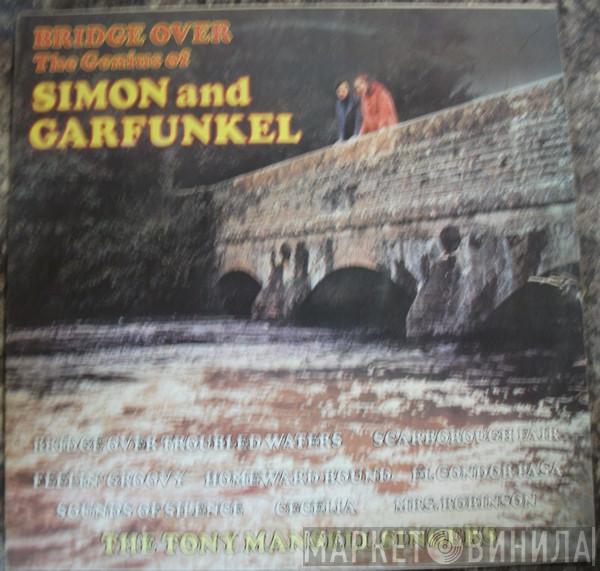 BRIDGE OVER
The Genius of
SIMON and
GARFUNKEL
BRIDGE OVER TROUBLED WATERS SCARBOROUGH FAIR
FEELIN' GROOVY HOMEWARD BOUND EL CONDOR PASA
SOUNDS OF SILENCE CECELIA MRS. ROBINSON
THE TONY MANSELL SINGERS
МАРКЕТ ВИНИЛА